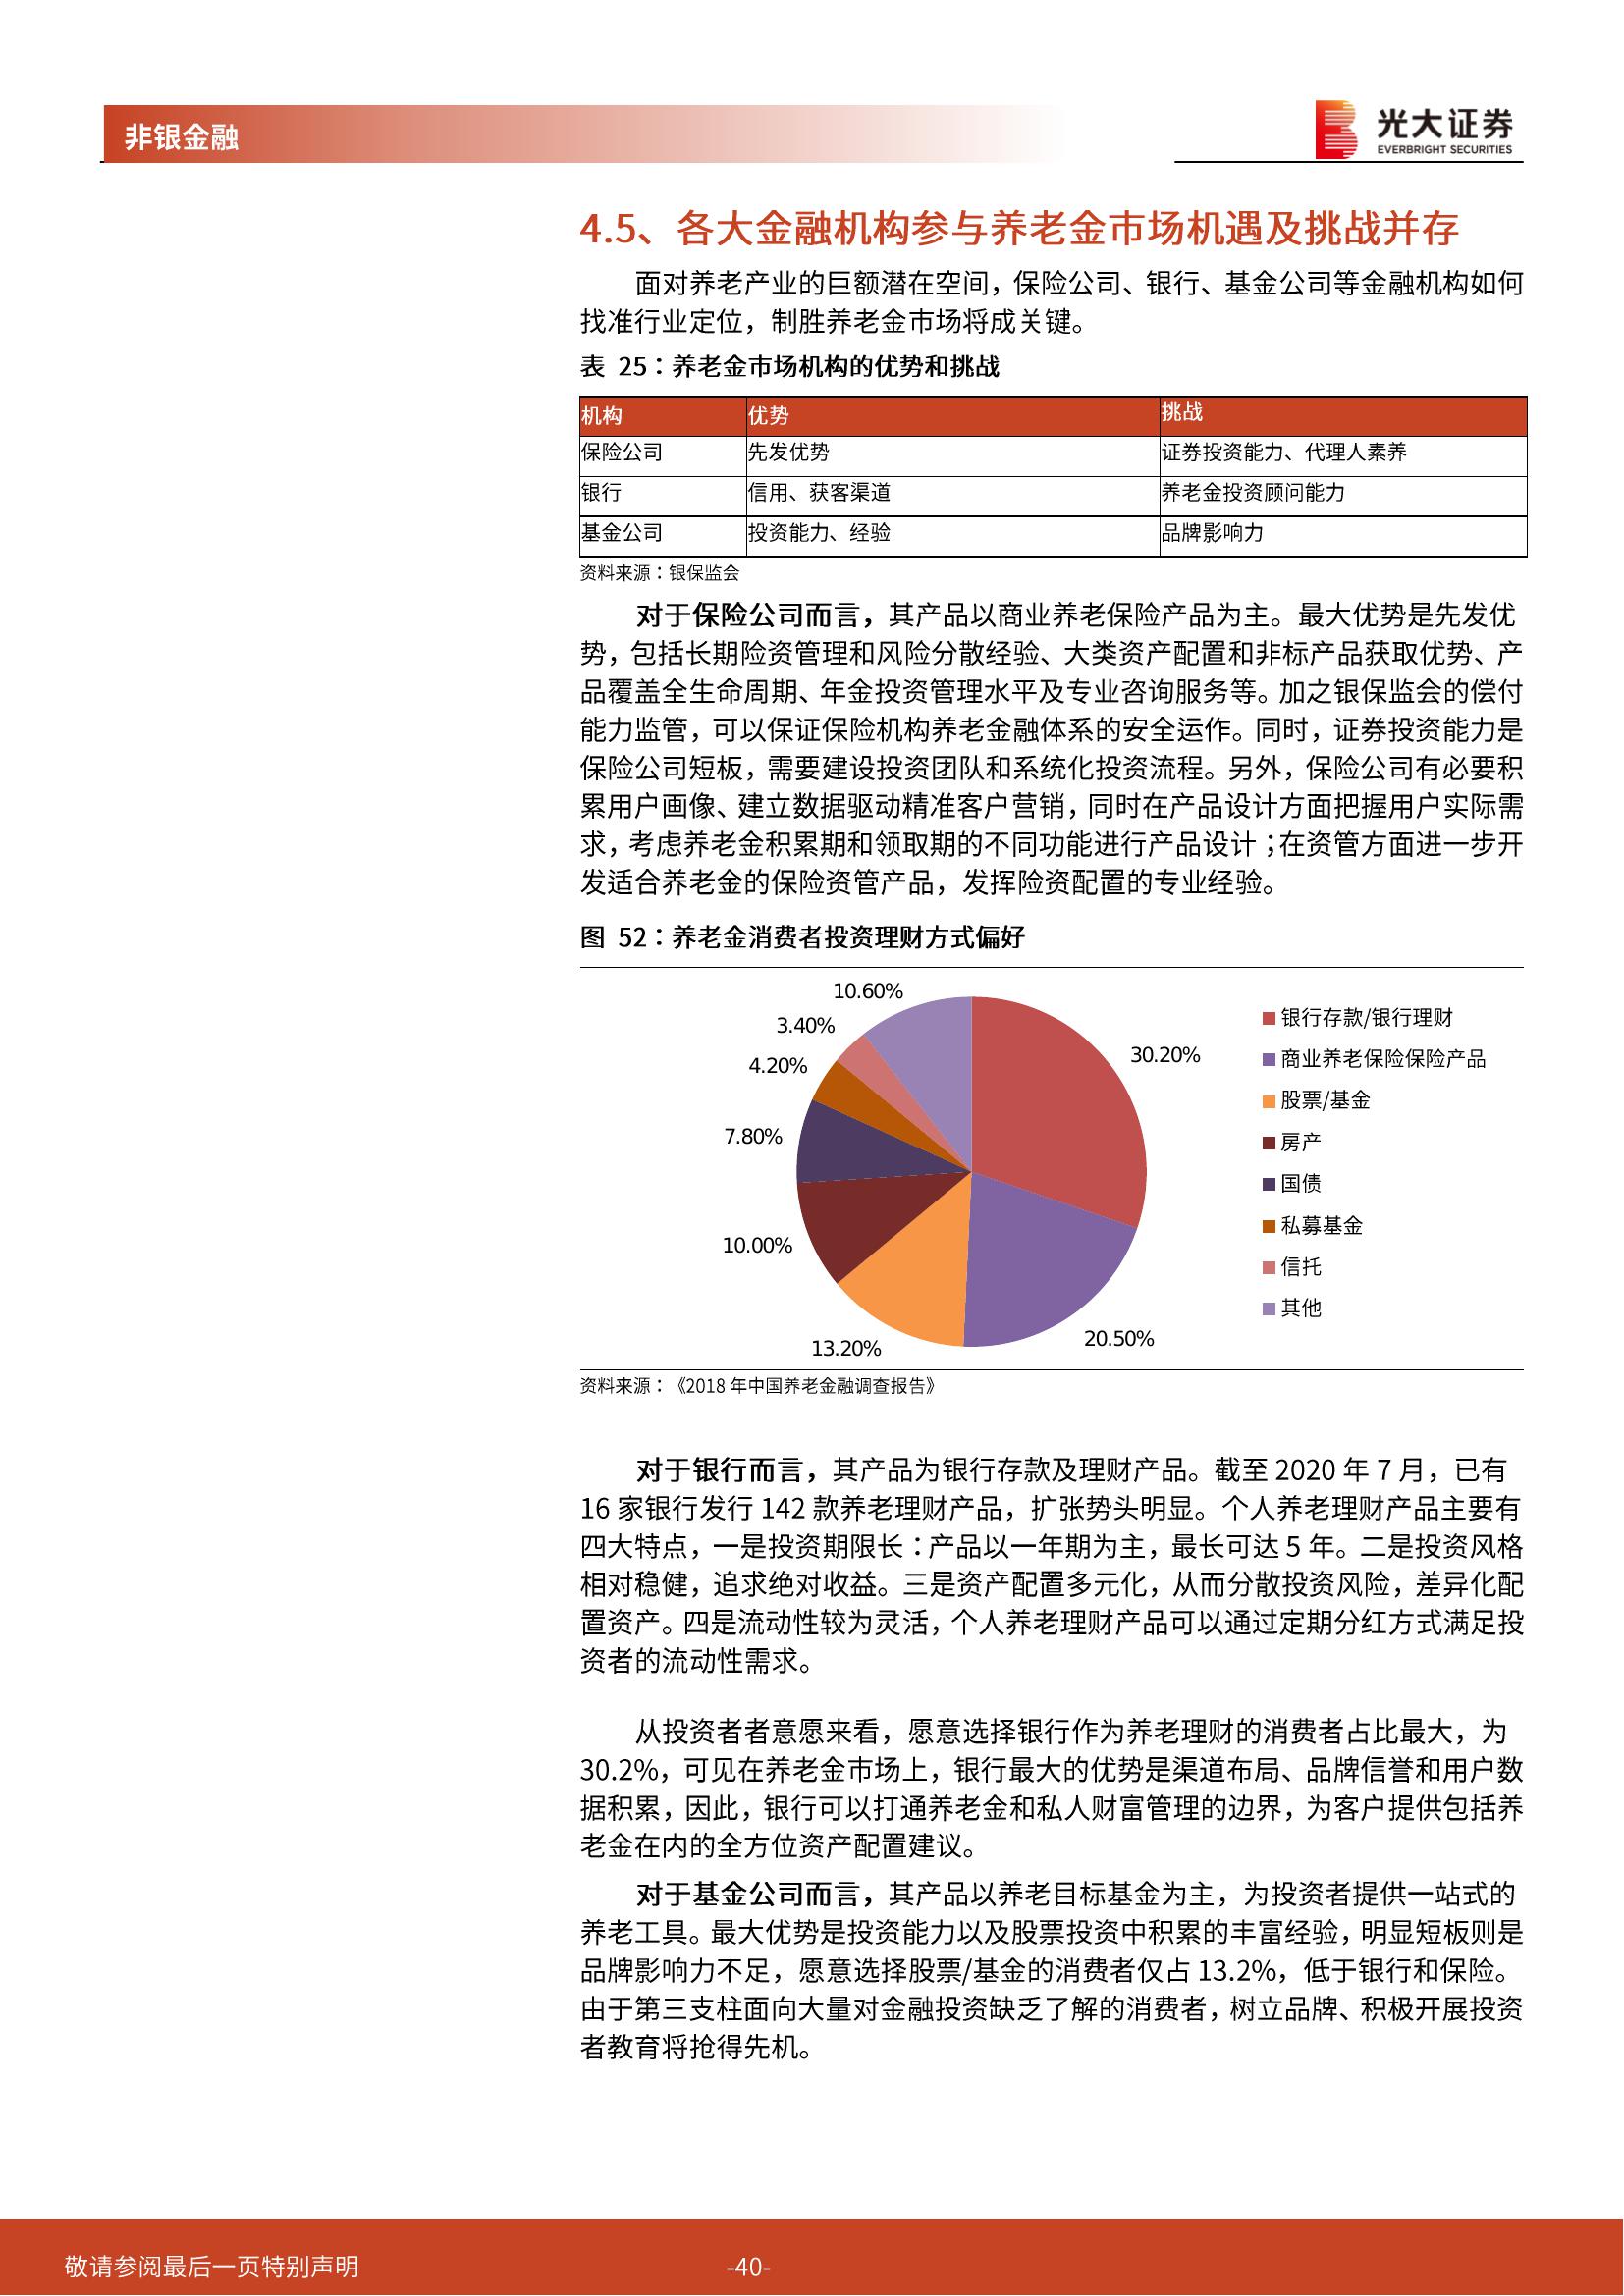 非银金融
光大证券
EVERBRIGHT SECURITIES
4.5、各大金融机构参与养老金市场机遇及挑战并存
面对养老产业的巨额潜在空间，保险公司、银行、基金公司等金融机构如何
找准行业定位，制胜养老金市场将成关键。
表 25：养老金市场机构的优势和挑战
机构 优势 挑战
保险公司 先发优势 证券投资能力、代理人素养
银行 信用、获客渠道 养老金投资顾问能力
基金公司 投资能力、经验 品牌影响力
资料来源：银保监会
对于保险公司而言，其产品以商业养老保险产品为主。最大优势是先发优
势，包括长期险资管理和风险分散经验、大类资产配置和非标产品获取优势、产
品覆盖全生命周期、年金投资管理水平及专业咨询服务等。加之银保监会的偿付
能力监管，可以保证保险机构养老金融体系的安全运作。同时，证券投资能力是
保险公司短板，需要建设投资团队和系统化投资流程。另外，保险公司有必要积
累用户画像、建立数据驱动精准客户营销，同时在产品设计方面把握用户实际需
求，考虑养老金积累期和领取期的不同功能进行产品设计；在资管方面进一步开
发适合养老金的保险资管产品，发挥险资配置的专业经验。
图 52：养老金消费者投资理财方式偏好
10.60%
3.40%
4.20%
7.80%
10.00%
13.20%
20.50%
30.20%
银行存款/银行理财
商业养老保险保险产品
股票/基金
房产
国债
私募基金
信托
其他
资料来源：《2018 年中国养老金融调查报告》
对于银行而言，其产品为银行存款及理财产品。截至 2020 年 7 月，已有
16 家银行发行 142 款养老理财产品，扩张势头明显。个人养老理财产品主要有
四大特点，一是投资期限长：产品以一年期为主，最长可达 5 年。二是投资风格
相对稳健，追求绝对收益。三是资产配置多元化，从而分散投资风险，差异化配
置资产。四是流动性较为灵活，个人养老理财产品可以通过定期分红方式满足投
资者的流动性需求。
从投资者者意愿来看，愿意选择银行作为养老理财的消费者占比最大，为
30.2%，可见在养老金市场上，银行最大的优势是渠道布局、品牌信誉和用户数
据积累，因此，银行可以打通养老金和私人财富管理的边界，为客户提供包括养
老金在内的全方位资产配置建议。
对于基金公司而言，其产品以养老目标基金为主，为投资者提供一站式的
养老工具。最大优势是投资能力以及股票投资中积累的丰富经验，明显短板则是
品牌影响力不足，愿意选择股票/基金的消费者仅占 13.2%，低于银行和保险。
由于第三支柱面向大量对金融投资缺乏了解的消费者，树立品牌、积极开展投资
者教育将抢得先机。
敬请参阅最后一页特别声明
-40-